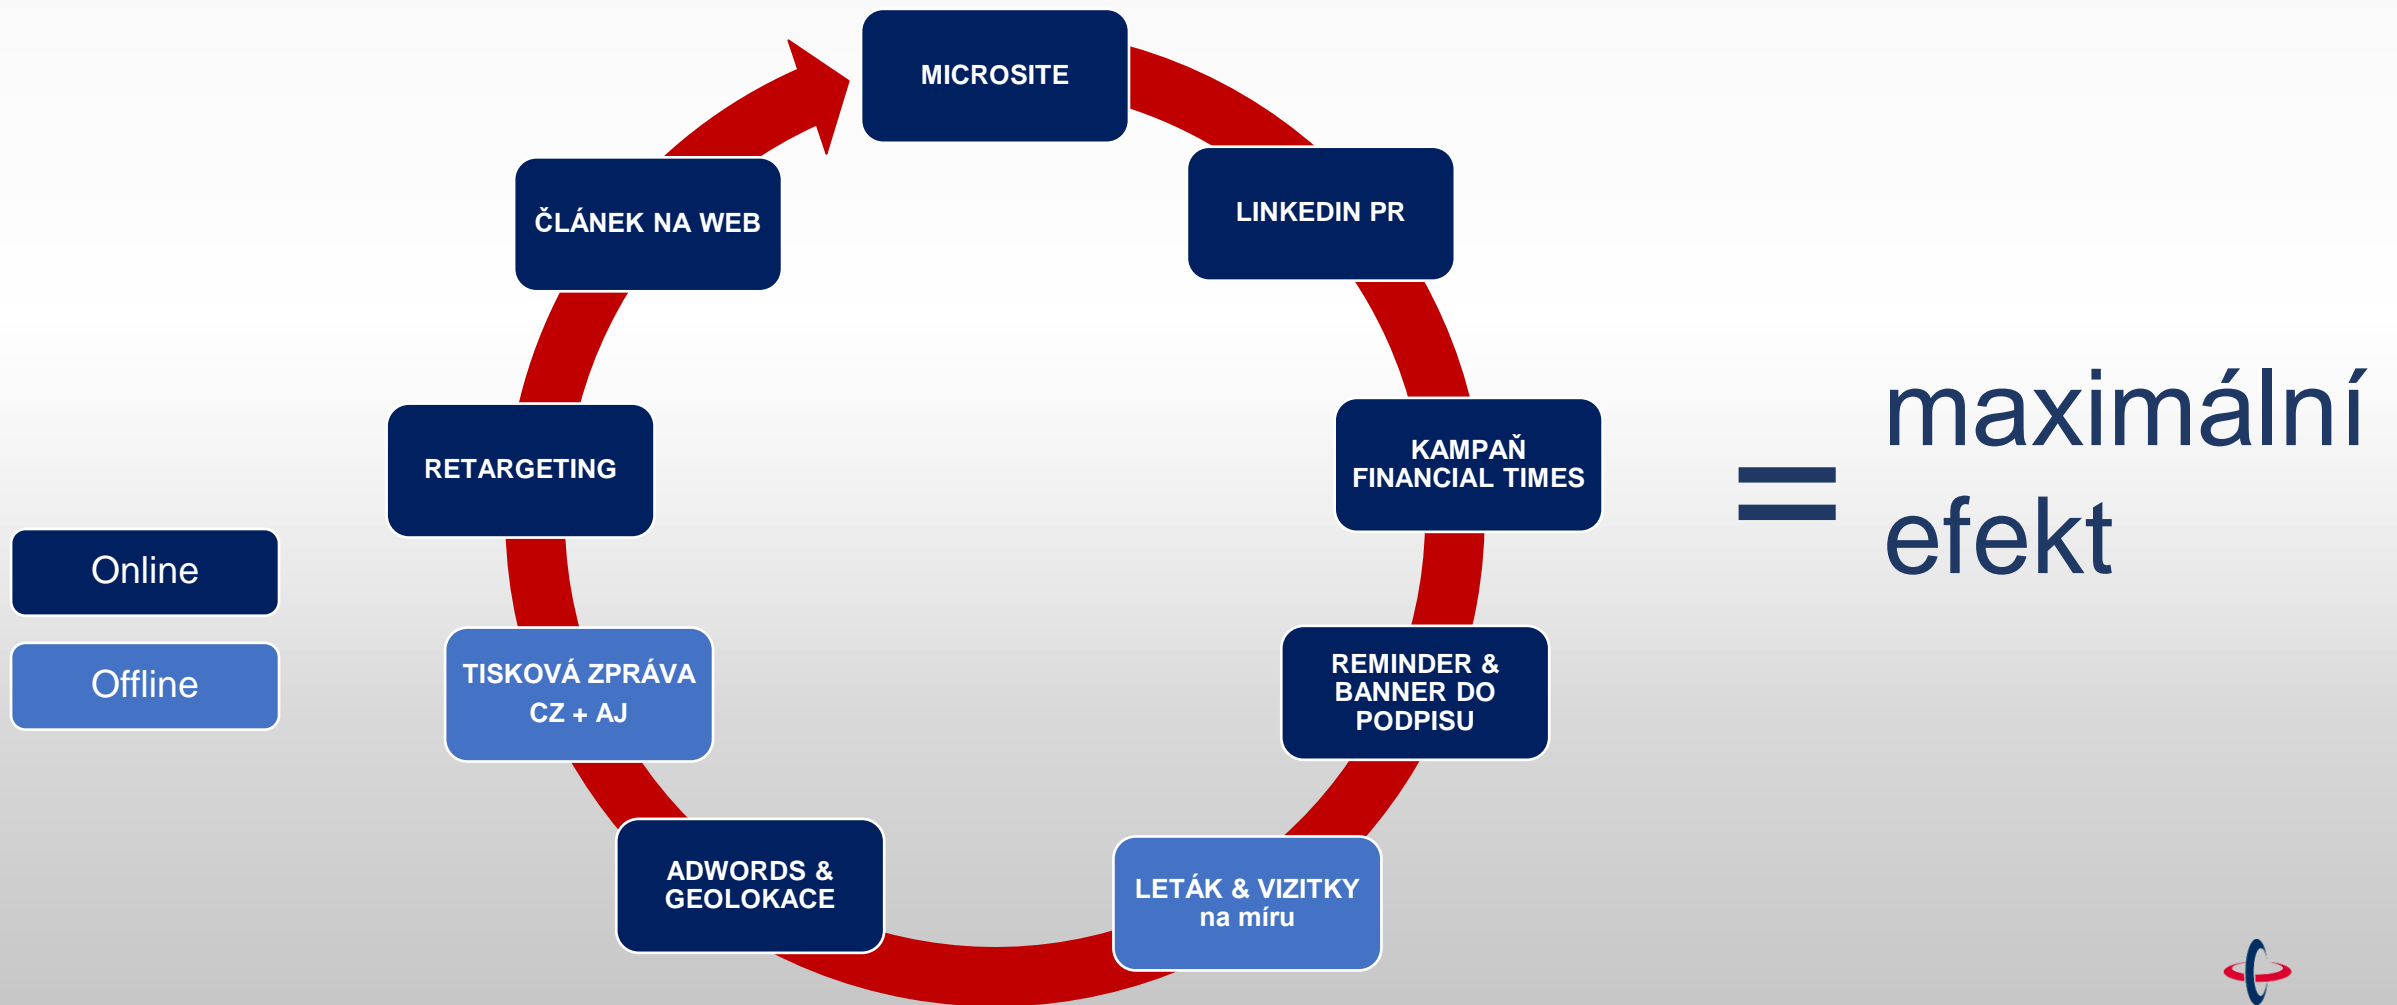 MICROSITE
LINKEDIN PR
KAMPAŇ
FINANCIAL TIMES
REMINDER &
BANNER DO
PODPISU
LETÁK & VIZITKY
na míru
ADWORDS &
GEOLOKACE
TISKOVÁ ZPRÁVA
CZ + AJ
RETARGETING
ČLÁNEK NA WEB
Online
Offline
=
maximální
efekt